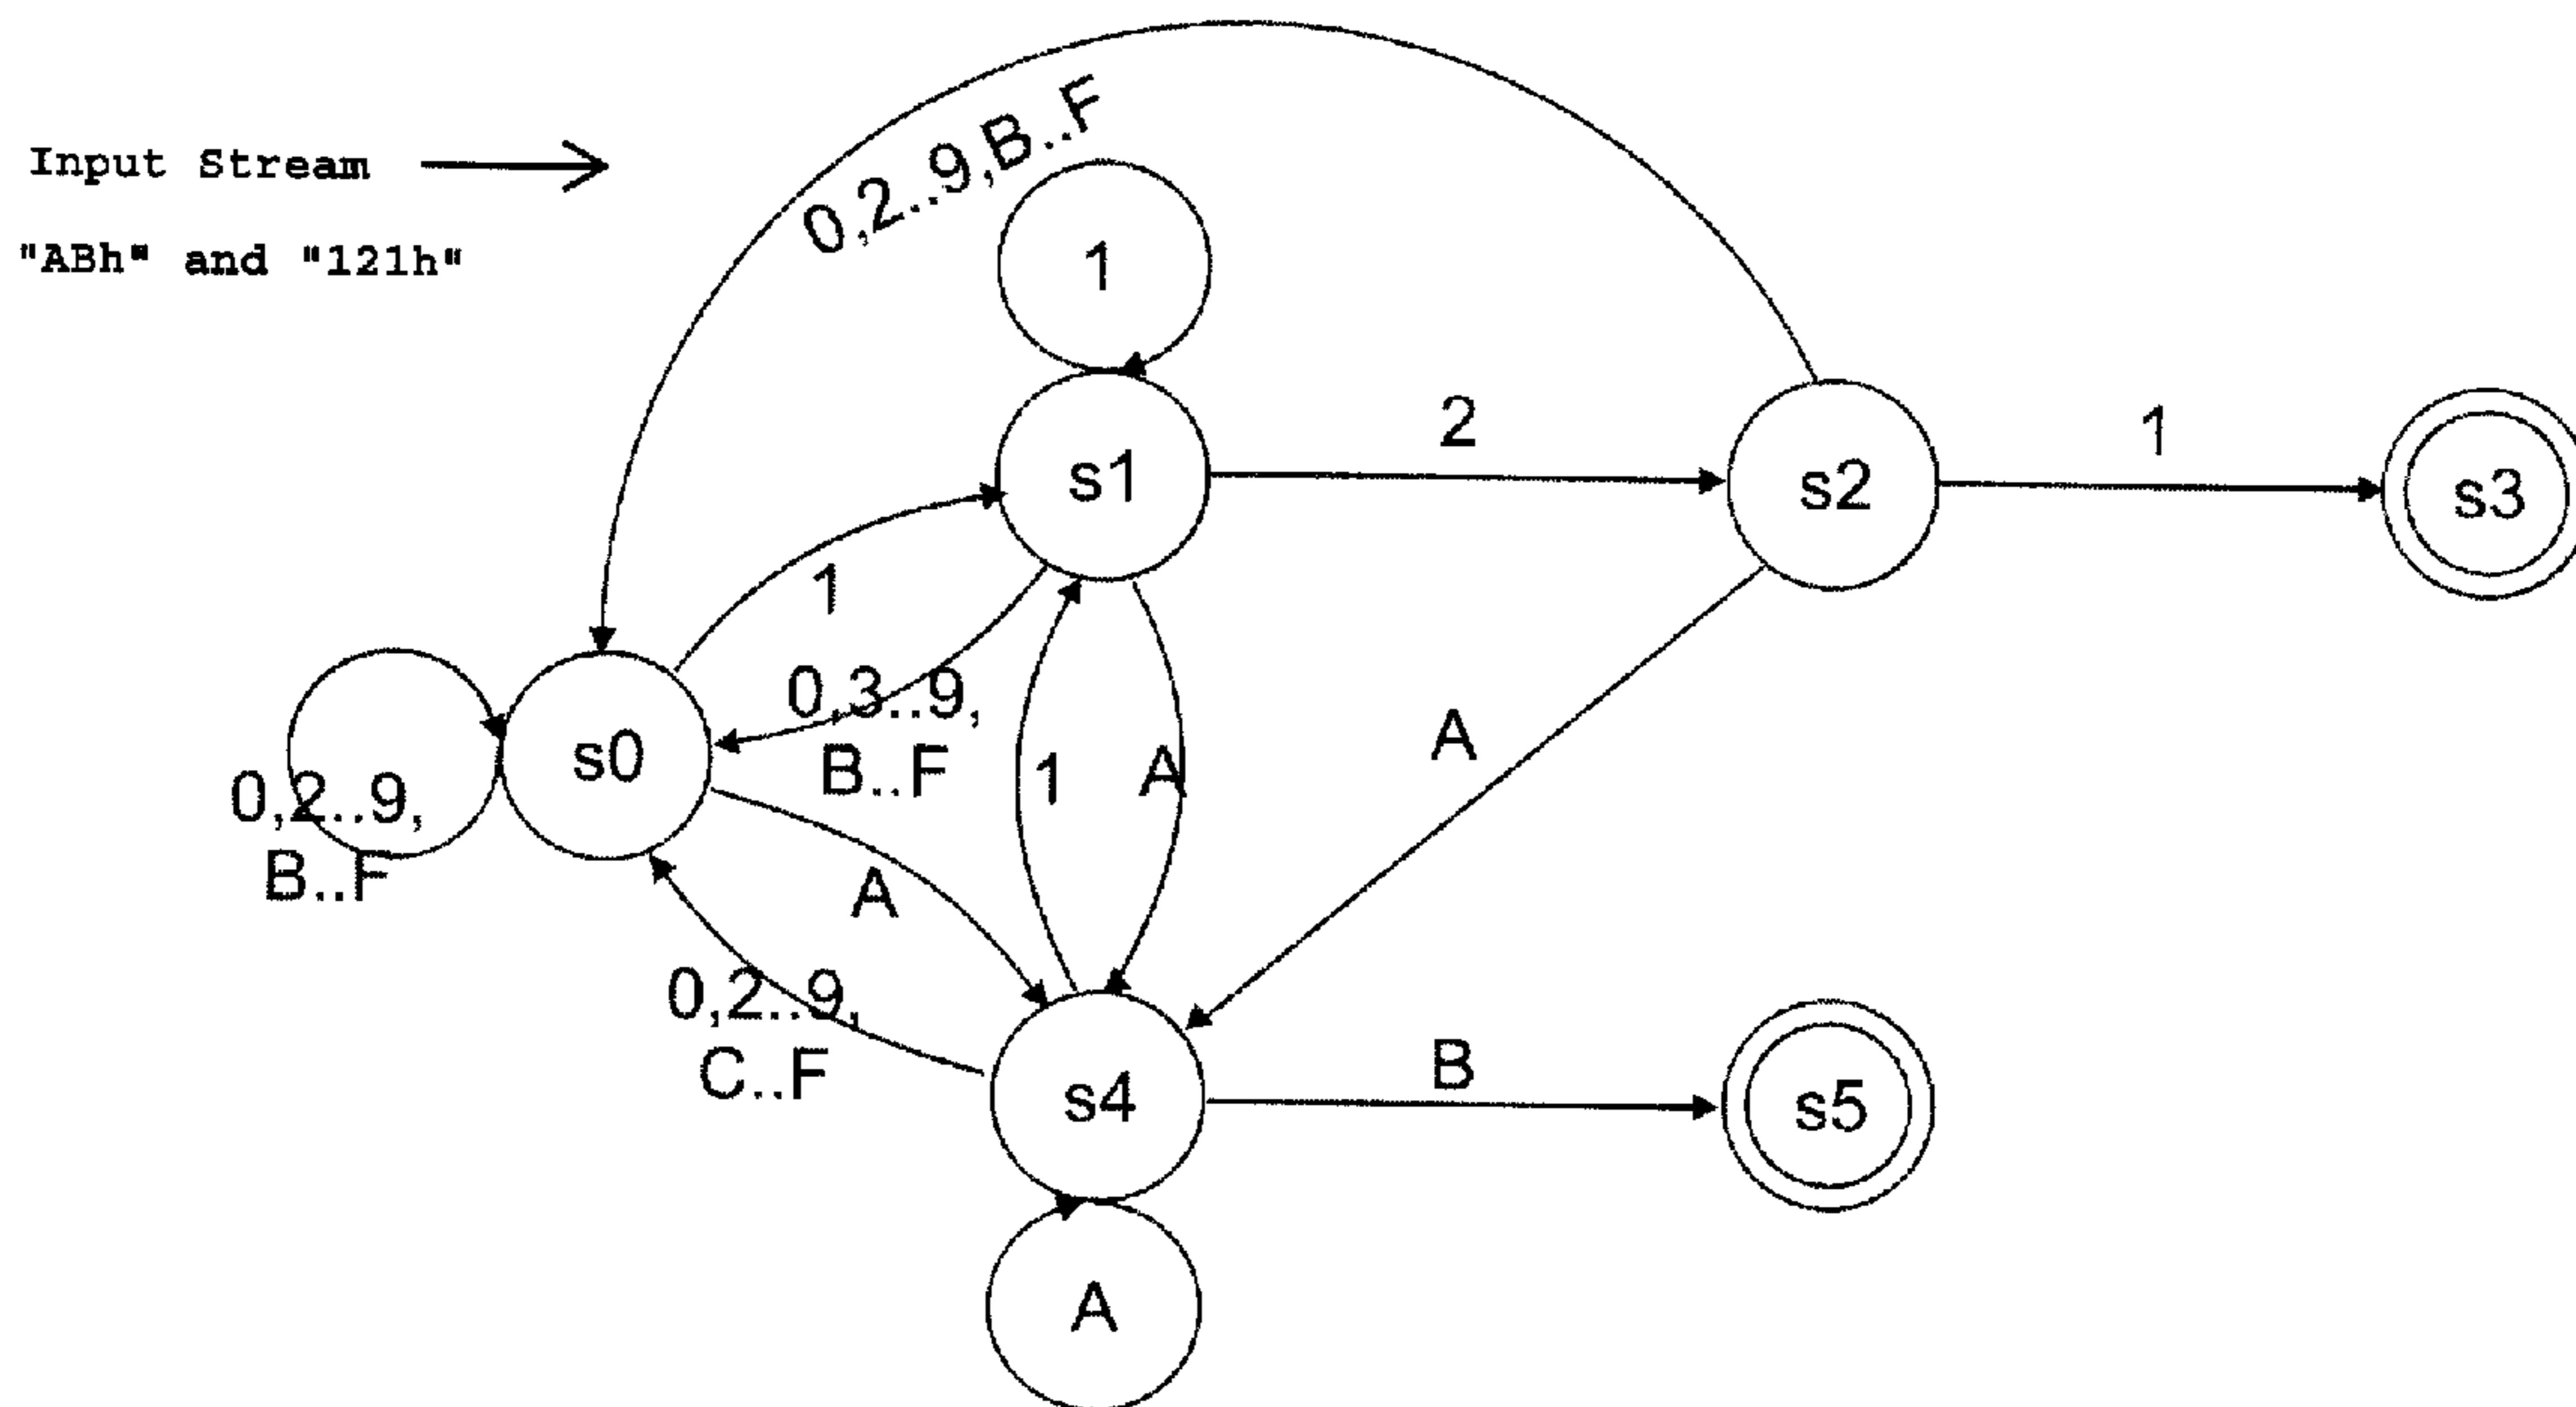 Input Stream
"ABh" and "121h"
0,2..9,B..F
1
s1
2
s2
1
s3
1
0,3..9,
B..F
s0
0,2..9,
B..F
1
A
A
A
0,2..9,
C..F
s4
B
s5
A